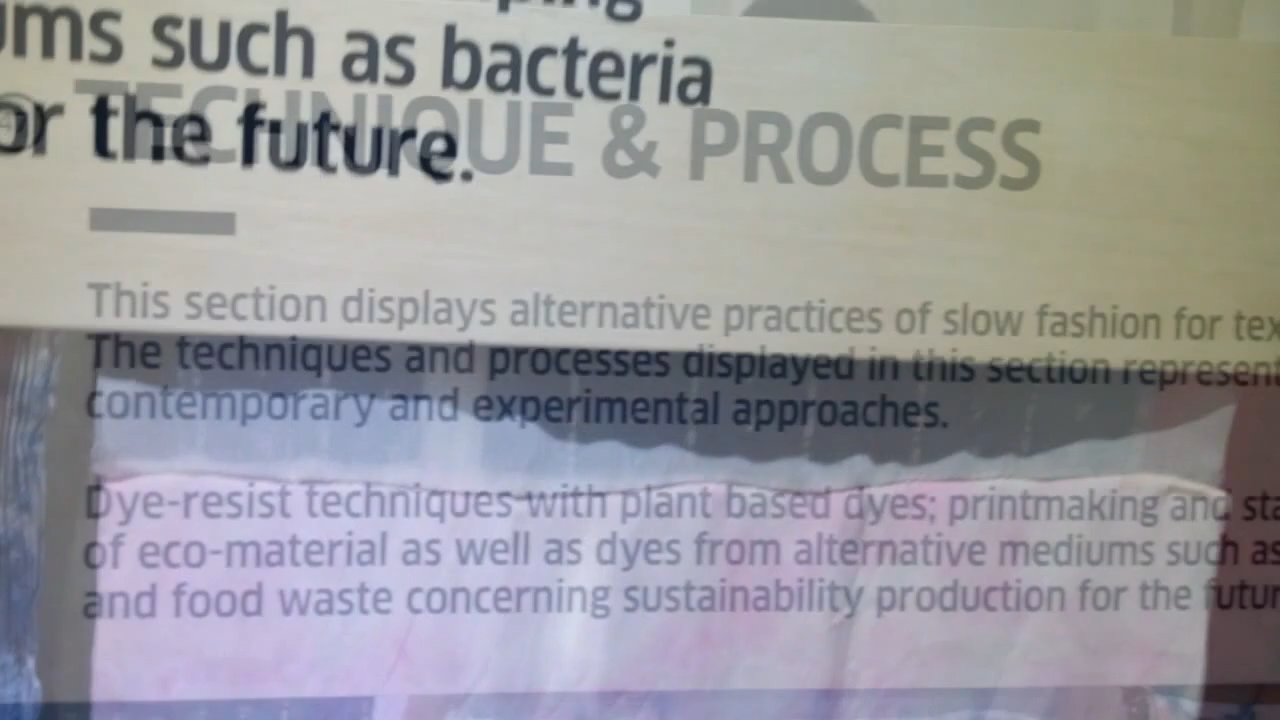 ums such as bacteria
or the future.
TECHNIQUE & PROCESS
This section displays alternative practices of slow fashion for tex
The techniques and processes displayed in this section represent
contemporary and experimental approaches.
Dye-resist techniques with plant based dyes; printmaking and sta
of eco-material as well as dyes from alternative mediums such as
and food waste concerning sustainability production for the futur